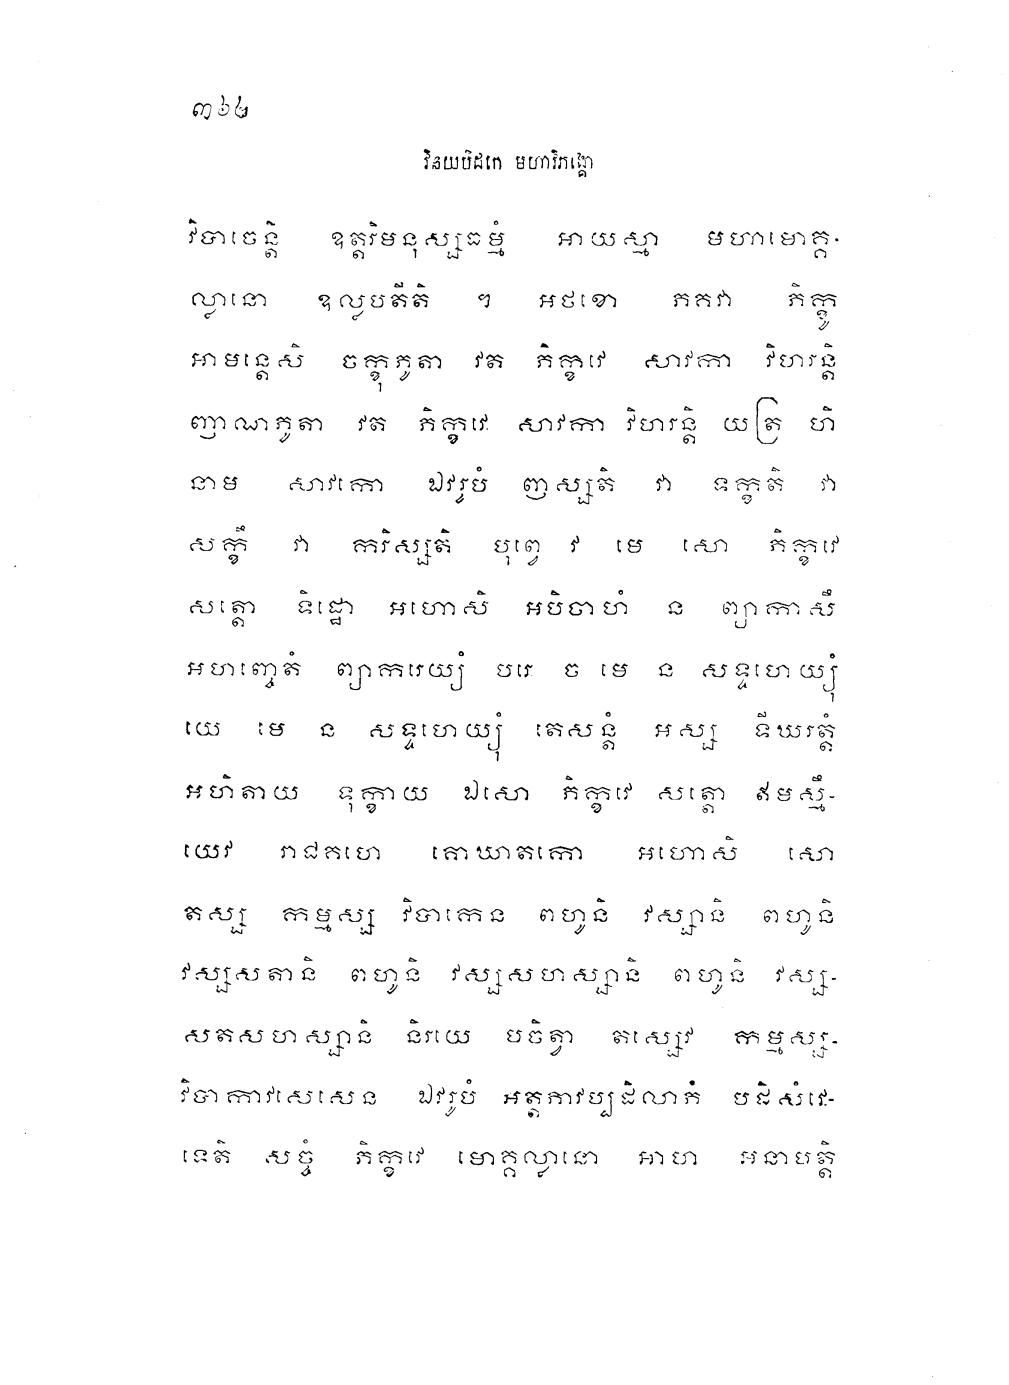 ៣៦៤
វិនយបិដកេ មហាវិភង្គោ
វិបាចេន្តិ ឧត្តរិមនុស្សធម្មំ អាយស្មា មហាមោគ្គ-
ល្លានោ ឧល្លបតីតិ ។ អថខោ ភគវា ភិក្ខូ
អាមន្តេសិ ចក្ខុភូតា វត ភិក្ខវេ សាវកា វិហរន្តិ
ញាណភូតា វត ភិក្ខវេ សាវកា វិហរន្តិ យត្រ ហិ
នាម សាវកោ ឯវរូបំ ញស្សតិ វា ទក្ខតិ វា
សក្ខឹ វា ករិស្សតិ បុព្វេ វ មេ សោ ភិក្ខវេ
សត្តោ ទិដ្ឋោ អហោសិ អបិចាហំ ន ព្យាកាសឹ
អហញ្ចេតំ ព្យាករេយ្យំ បរេ ច មេ ន សទ្ទហេយ្យុំ
យេ មេ ន សទ្ទហេយ្យុំ តេសន្តំ អស្ស ទីឃរត្តំ
អហិតាយ ទុក្ខាយ ឯសោ ភិក្ខវេ សត្តោ ឥមស្មឹ-
យេវ រាជគហេ គោឃាតកោ អហោសិ សោ
តស្ស កម្មស្ស វិបាកេន ពហូនិ វស្សានិ ពហូនិ
វស្សសតានិ ពហូនិ វស្សសហស្សានិ ពហូនិ វស្ស-
សតសហស្សានិ និរយេ បចិត្វា តស្សេវ កម្មស្ស-
វិបាកាវសេសេន ឯវរូបំ អត្តភាវប្បដិលាភំ បដិសំវេ-
ទេតិ សច្ចំ ភិក្ខវេ មោគ្គល្លានោ អាហ អនាបត្តិ